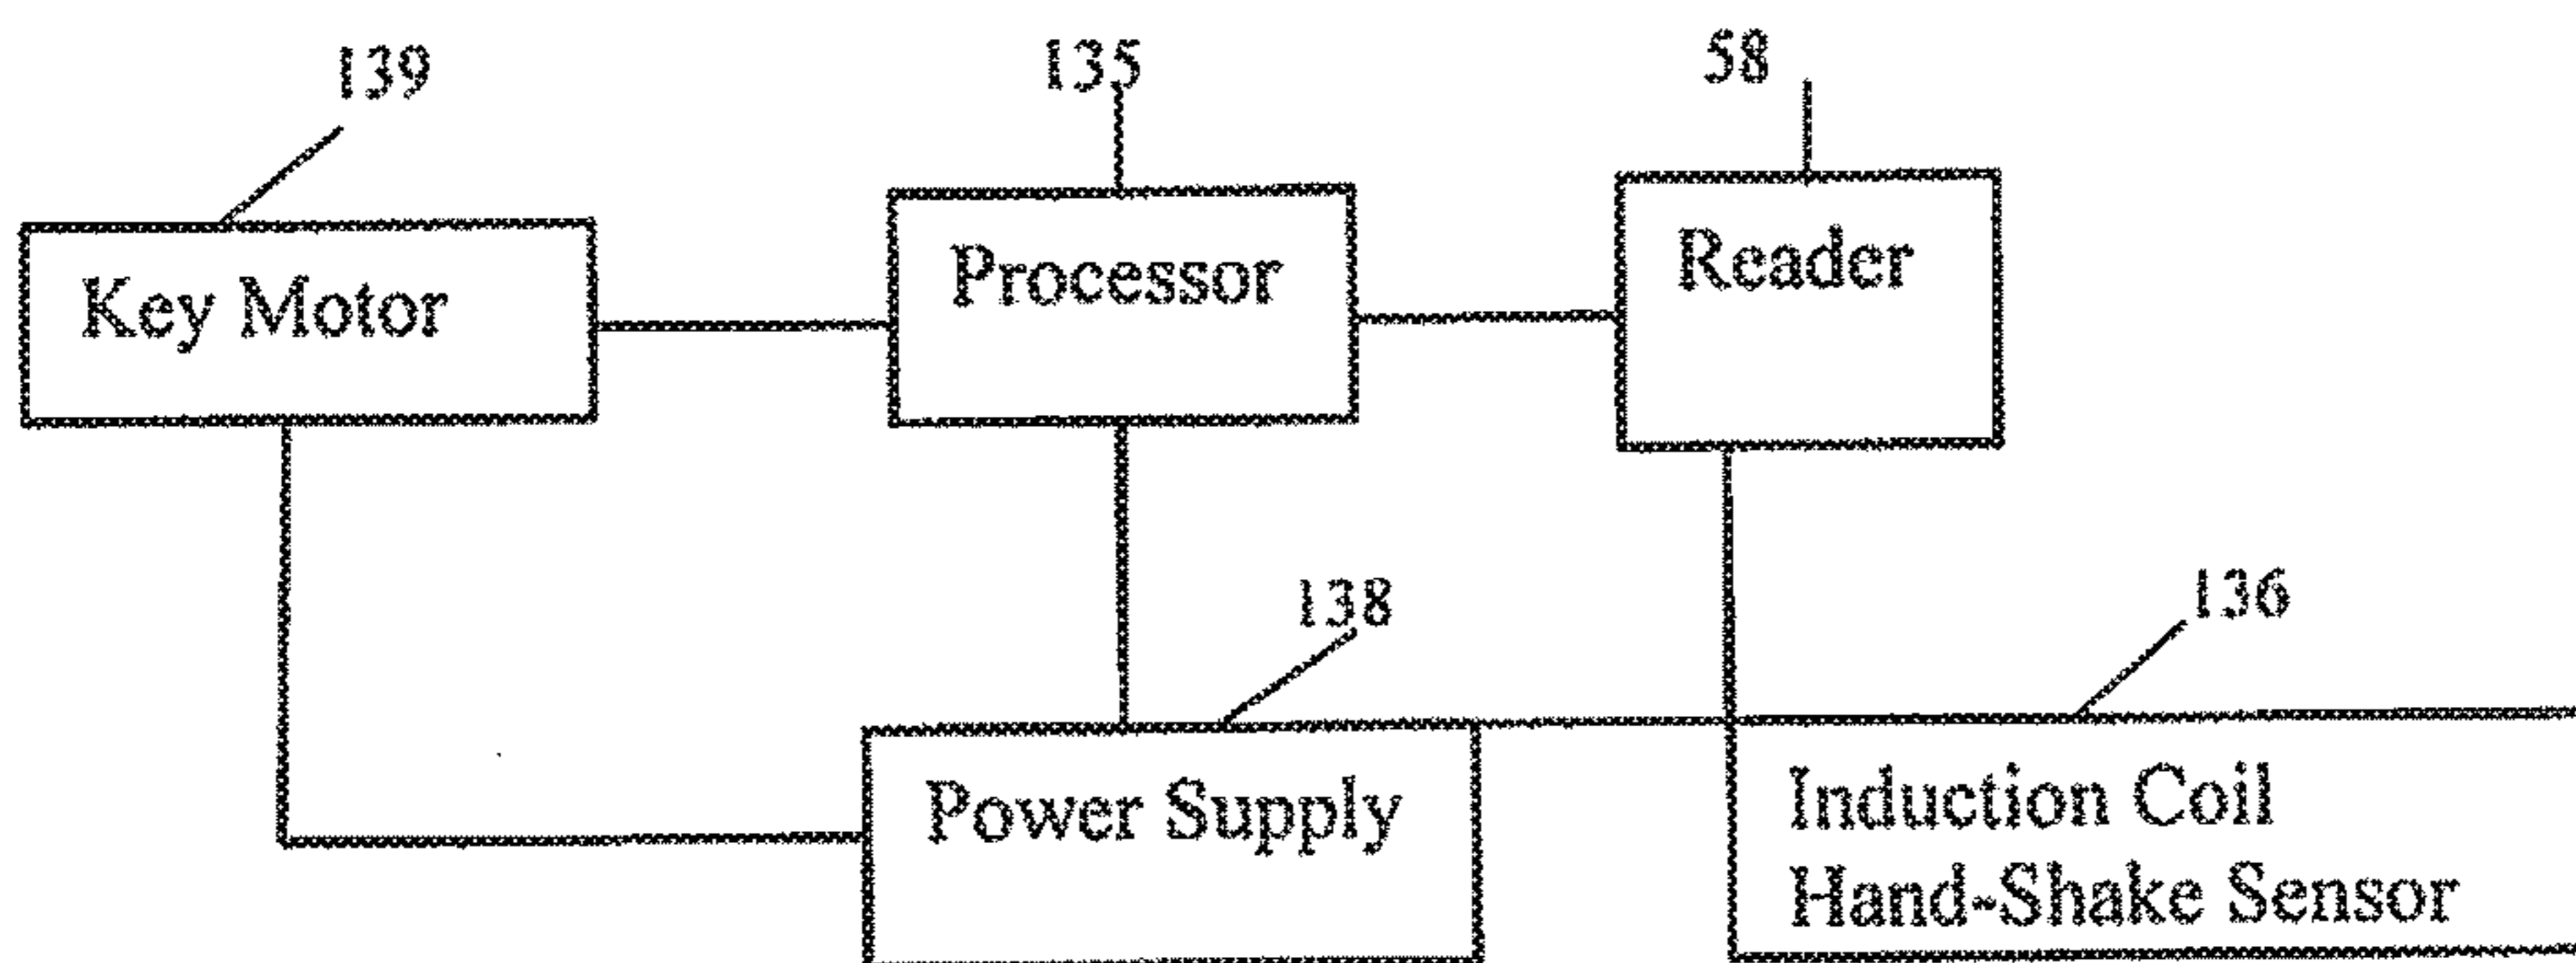 139
135
58
Key Motor
Processor
Reader
138
136
Power Supply
Induction Coil
Hand-Shake Sensor